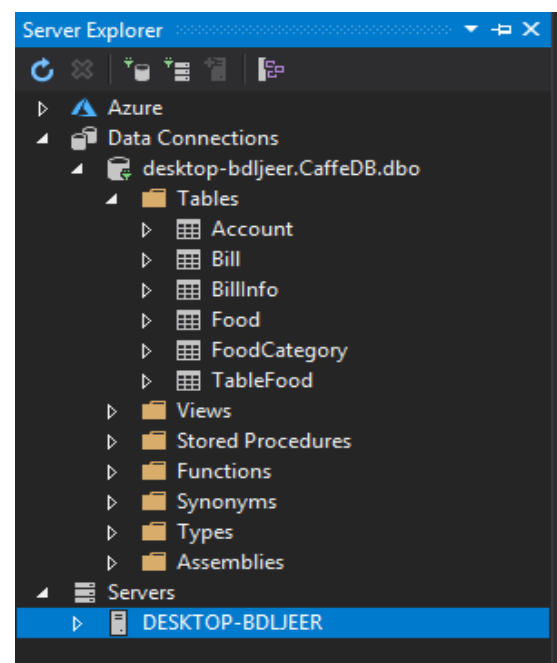 Server Explorer
Azure
Data Connections
desktop-bdljeer.CaffeDB.dbo
Tables
Account
Bill
BillInfo
Food
FoodCategory
TableFood
Views
Stored Procedures
Functions
Synonyms
Types
Assemblies
Servers
DESKTOP-BDLJEER